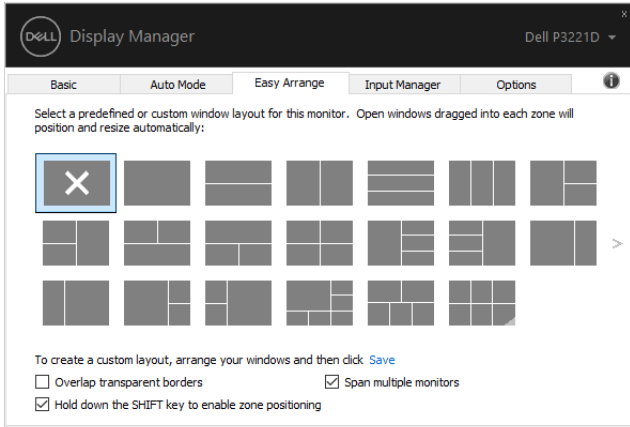 x
DELL Display Manager Dell P3221D
Basic Auto Mode Easy Arrange Input Manager Options i
Select a predefined or custom window layout for this monitor. Open windows dragged into each zone will
position and resize automatically:
>
To create a custom layout, arrange your windows and then click Save
Overlap transparent borders Span multiple monitors
Hold down the SHIFT key to enable zone positioning